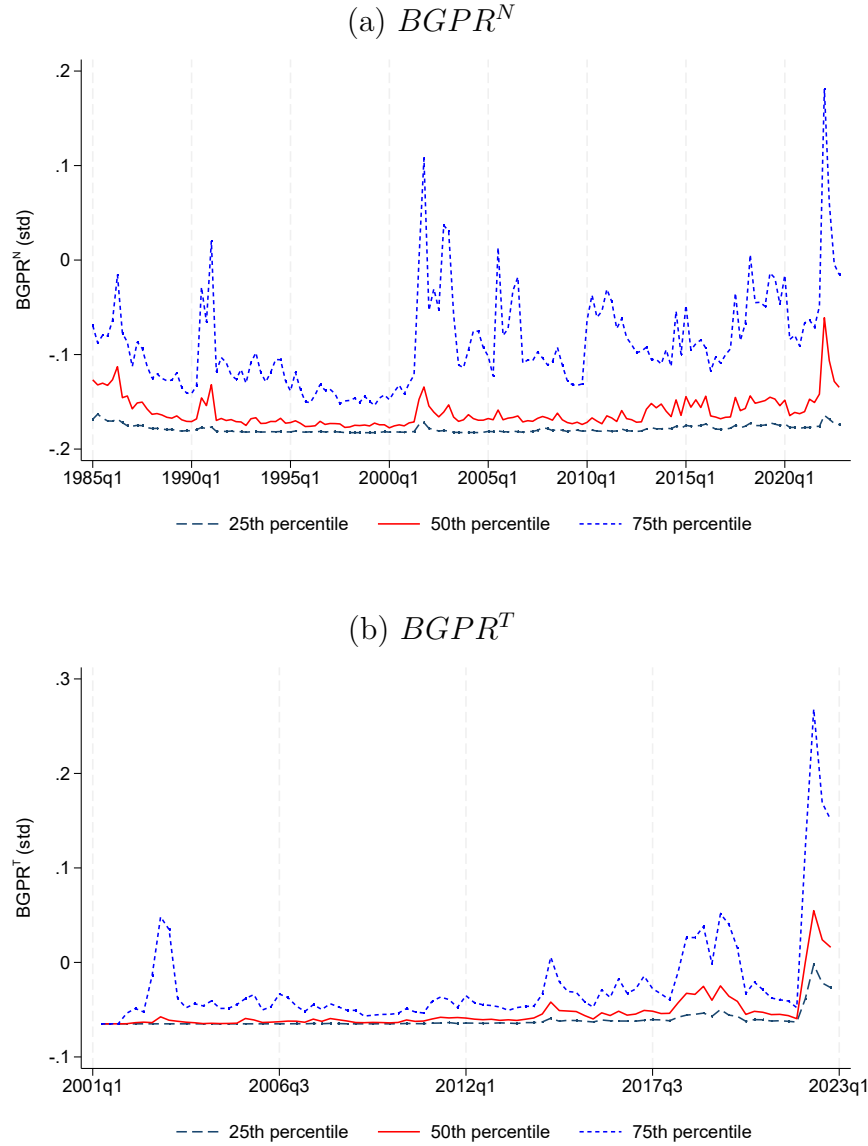 (a) BGPR^N
.2
.1
0
-.1
-.2
BGPR^N (std)
1985q1 1990q1 1995q1 2000q1 2005q1 2010q1 2015q1 2020q1
25th percentile 50th percentile 75th percentile
(b) BGPR^T
.3
.2
.1
0
-.1
BGPR^T (std)
2001q1 2006q3 2012q1 2017q3 2023q1
25th percentile 50th percentile 75th percentile